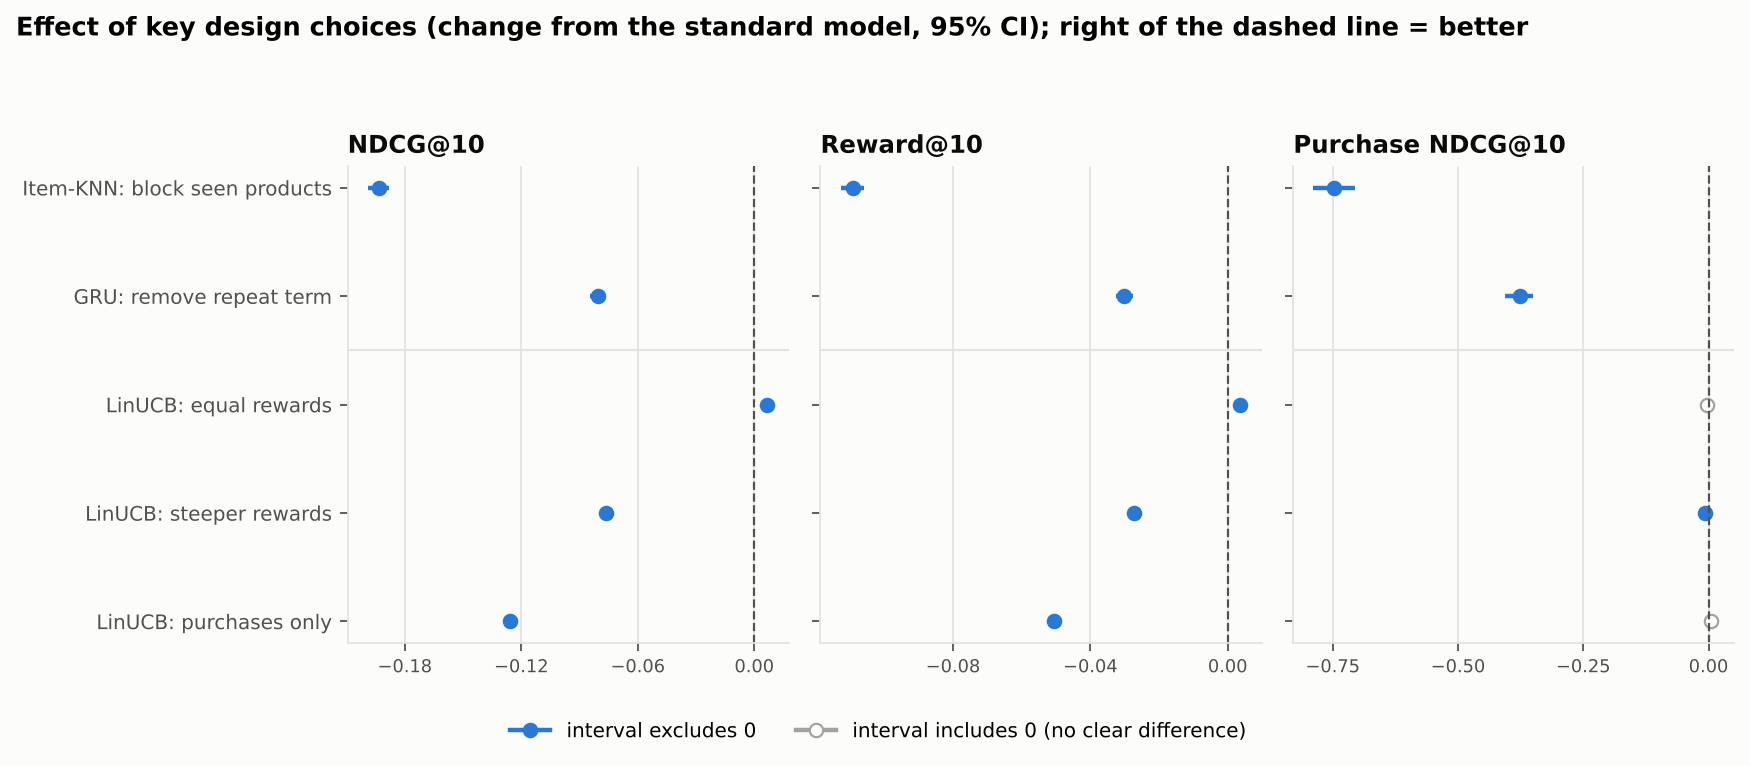 Effect of key design choices (change from the standard model, 95% CI); right of the dashed line = better
NDCG@10
Reward@10
Purchase NDCG@10
Item-KNN: block seen products
GRU: remove repeat term
LinUCB: equal rewards
LinUCB: steeper rewards
LinUCB: purchases only
−0.18 −0.12 −0.06 0.00
−0.08 −0.04 0.00
−0.75 −0.50 −0.25 0.00
interval excludes 0
interval includes 0 (no clear difference)